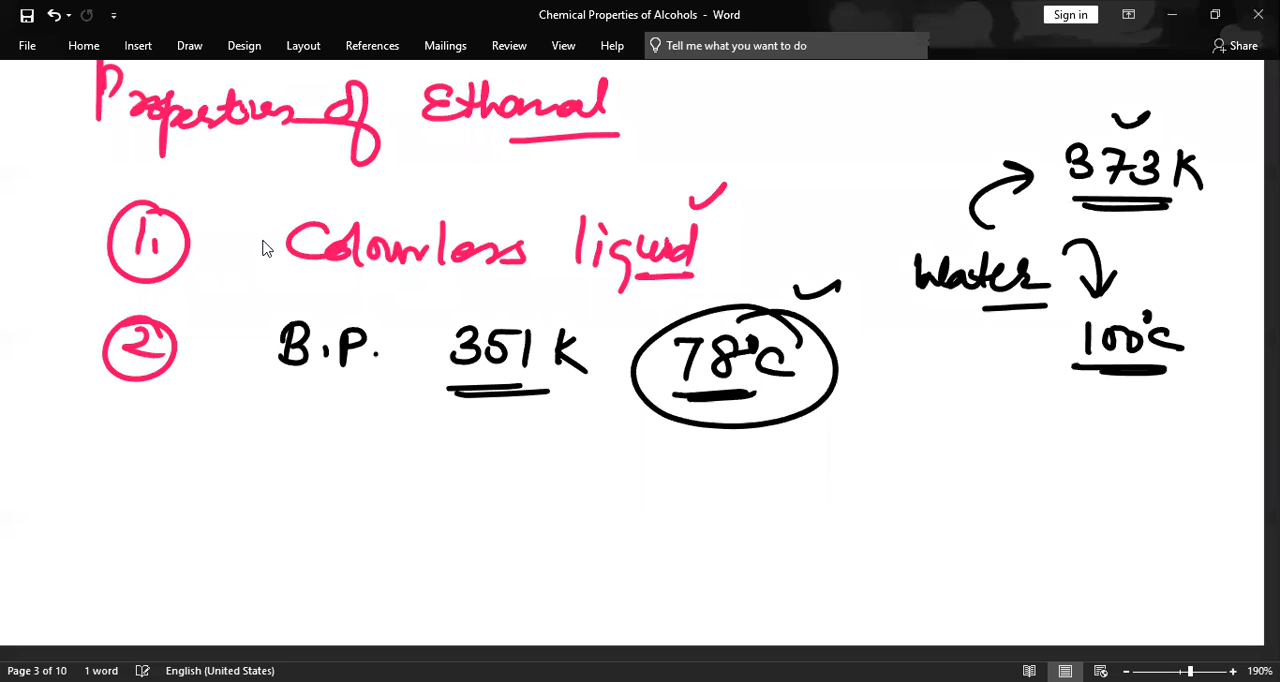 Chemical Properties of Alcohols - Word
Sign in
File Home Insert Draw Design Layout References Mailings Review View Help Tell me what you want to do Share
Properties of Ethanal
373 K
1. Colourless liquid
Water
100°C
2 B.P. 351 K 78°C
Page 3 of 10 1 word English (United States) 190%